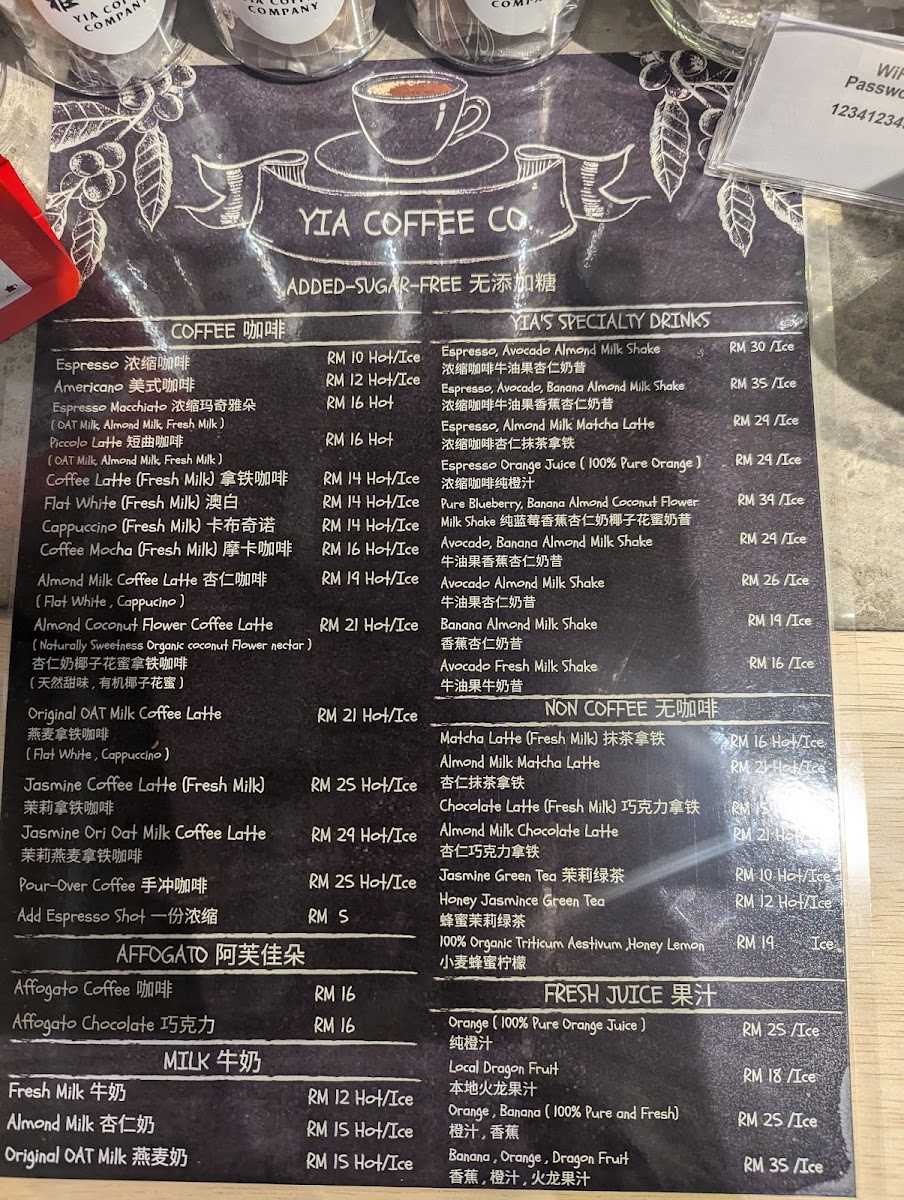 YIA COFFEE
COMPANY
YIA COFFEE
COMPANY
COMPANY
WiF
Passwo
12341234
YIA COFFEE CO.
ADDED-SUGAR-FREE 无添加糖
COFFEE 咖啡
Espresso 浓缩咖啡 RM 10 Hot/Ice
Americano 美式咖啡 RM 12 Hot/Ice
Espresso Macchiato 浓缩玛奇雅朵 RM 16 Hot
( OAT Milk, Almond Milk, Fresh Milk )
Piccolo Latte 短曲咖啡 RM 16 Hot
( OAT Milk, Almond Milk, Fresh Milk )
Coffee Latte (Fresh Milk) 拿铁咖啡 RM 14 Hot/Ice
Flat White (Fresh Milk) 澳白 RM 14 Hot/Ice
Cappuccino (Fresh Milk) 卡布奇诺 RM 14 Hot/Ice
Coffee Mocha (Fresh Milk) 摩卡咖啡 RM 16 Hot/Ice
Almond Milk Coffee Latte 杏仁咖啡 RM 19 Hot/Ice
( Flat White , Cappucino )
Almond Coconut Flower Coffee Latte RM 21 Hot/Ice
( Naturally Sweetness Organic coconut Flower nectar )
杏仁奶椰子花蜜拿铁咖啡
( 天然甜味 , 有机椰子花蜜 )
Original OAT Milk Coffee Latte RM 21 Hot/Ice
燕麦拿铁咖啡
( Flat White , Cappuccino )
Jasmine Coffee Latte (Fresh Milk) RM 25 Hot/Ice
茉莉拿铁咖啡
Jasmine Ori Oat Milk Coffee Latte RM 29 Hot/Ice
茉莉燕麦拿铁咖啡
Pour-Over Coffee 手冲咖啡 RM 25 Hot/Ice
Add Espresso Shot 一份浓缩 RM 5
AFFOGATO 阿芙佳朵
Affogato Coffee 咖啡 RM 16
Affogato Chocolate 巧克力 RM 16
MILK 牛奶
Fresh Milk 牛奶 RM 12 Hot/Ice
Almond Milk 杏仁奶 RM 15 Hot/Ice
Original OAT Milk 燕麦奶 RM 15 Hot/Ice
YIA'S SPECIALTY DRINKS
Espresso, Avocado Almond Milk Shake RM 30 /Ice
浓缩咖啡牛油果杏仁奶昔
Espresso, Avocado, Banana Almond Milk Shake RM 35 /Ice
浓缩咖啡牛油果香蕉杏仁奶昔
Espresso, Almond Milk Matcha Latte RM 29 /Ice
浓缩咖啡杏仁抹茶拿铁
Espresso Orange Juice ( 100% Pure Orange ) RM 29 /Ice
浓缩咖啡纯橙汁
Pure Blueberry, Banana Almond Coconut Flower RM 39 /Ice
Milk Shake 纯蓝莓香蕉杏仁奶椰子花蜜奶昔
Avocado, Banana Almond Milk Shake RM 29 /Ice
牛油果香蕉杏仁奶昔
Avocado Almond Milk Shake RM 26 /Ice
牛油果杏仁奶昔
Banana Almond Milk Shake RM 19 /Ice
香蕉杏仁奶昔
Avocado Fresh Milk Shake RM 16 /Ice
牛油果牛奶昔
NON COFFEE 无咖啡
Matcha Latte (Fresh Milk) 抹茶拿铁 RM 16 Hot/Ice
Almond Milk Matcha Latte RM 21 Hot/Ice
杏仁抹茶拿铁
Chocolate Latte (Fresh Milk) 巧克力拿铁 RM 15
Almond Milk Chocolate Latte RM 21 Hot/Ice
杏仁巧克力拿铁
Jasmine Green Tea 茉莉绿茶 RM 10 Hot/Ice
Honey Jasmince Green Tea RM 12 Hot/Ice
蜂蜜茉莉绿茶
100% Organic Triticum Aestivum ,Honey Lemon RM 19 Ice
小麦蜂蜜柠檬
FRESH JUICE 果汁
Orange ( 100% Pure Orange Juice ) RM 25 /Ice
纯橙汁
Local Dragon Fruit RM 18 /Ice
本地火龙果汁
Orange , Banana ( 100% Pure and Fresh) RM 25 /Ice
橙汁 , 香蕉
Banana , Orange , Dragon Fruit RM 35 /Ice
香蕉 , 橙汁 , 火龙果汁